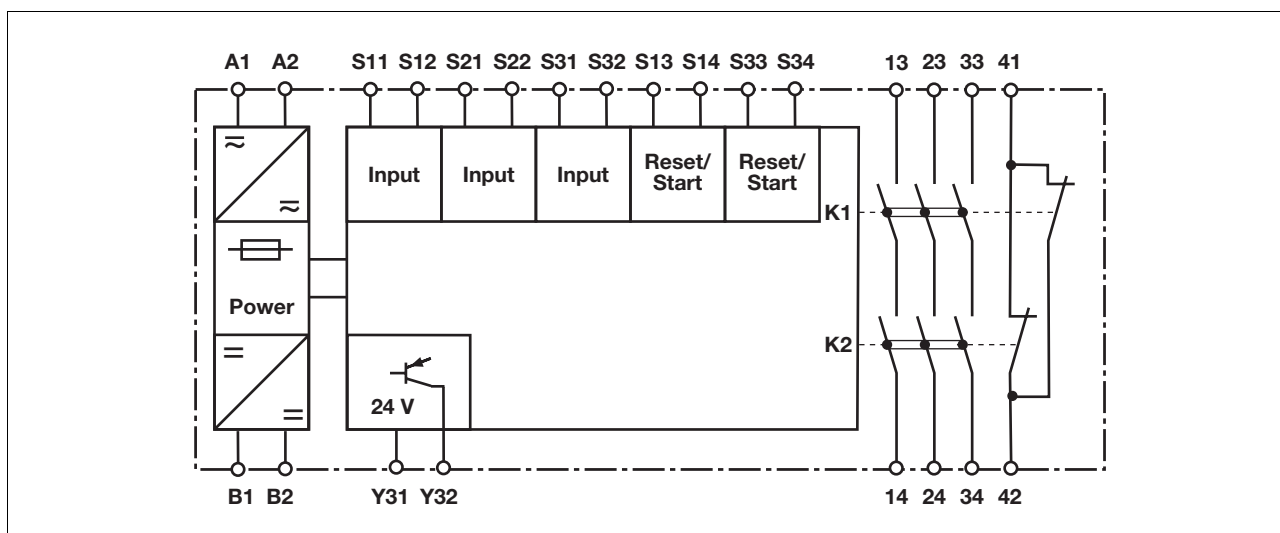 A1 A2 S11 S12 S21 S22 S31 S32 S13 S14 S33 S34 13 23 33 41
Input Input Input Reset/ Reset/
Start Start
K1
Power
K2
24 V
B1 B2 Y31 Y32 14 24 34 42